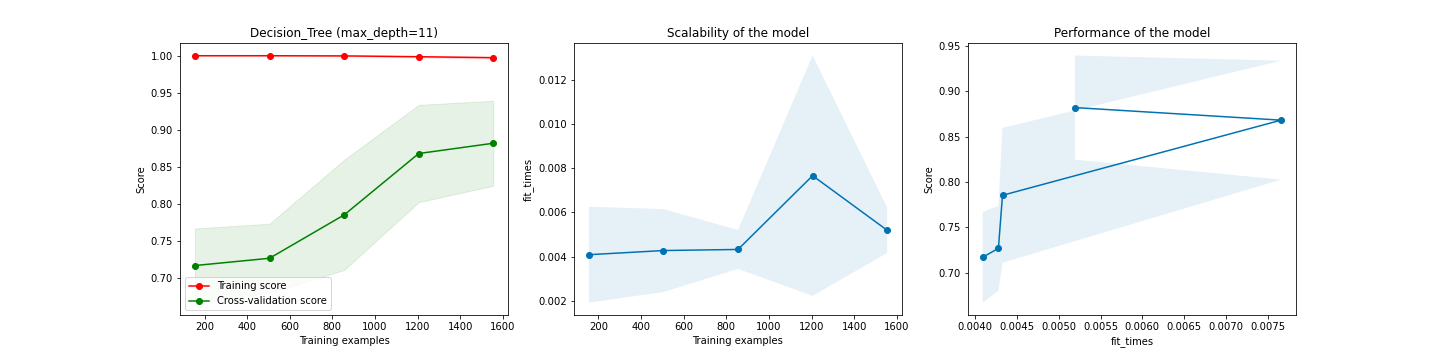 Decision_Tree (max_depth=11)
1.00
0.95
0.90
0.85
0.80
0.75
0.70
Score
Training score
Cross-validation score
200 400 600 800 1000 1200 1400 1600
Training examples
Scalability of the model
0.012
0.010
0.008
0.006
0.004
0.002
fit_times
200 400 600 800 1000 1200 1400 1600
Training examples
Performance of the model
0.95
0.90
0.85
0.80
0.75
0.70
Score
0.0040 0.0045 0.0050 0.0055 0.0060 0.0065 0.0070 0.0075
fit_times